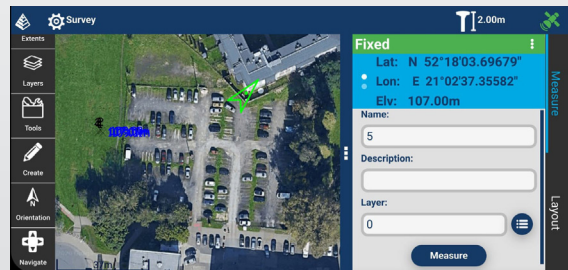 Survey
2.00m
Extents
Layers
Tools
Create
Orientation
Navigate
Fixed
Lat: N 52°18'03.69679"
Lon: E 21°02'37.35582"
Elv: 107.00m
Name:
5
Description:
Layer:
0
Measure
Measure
Layout